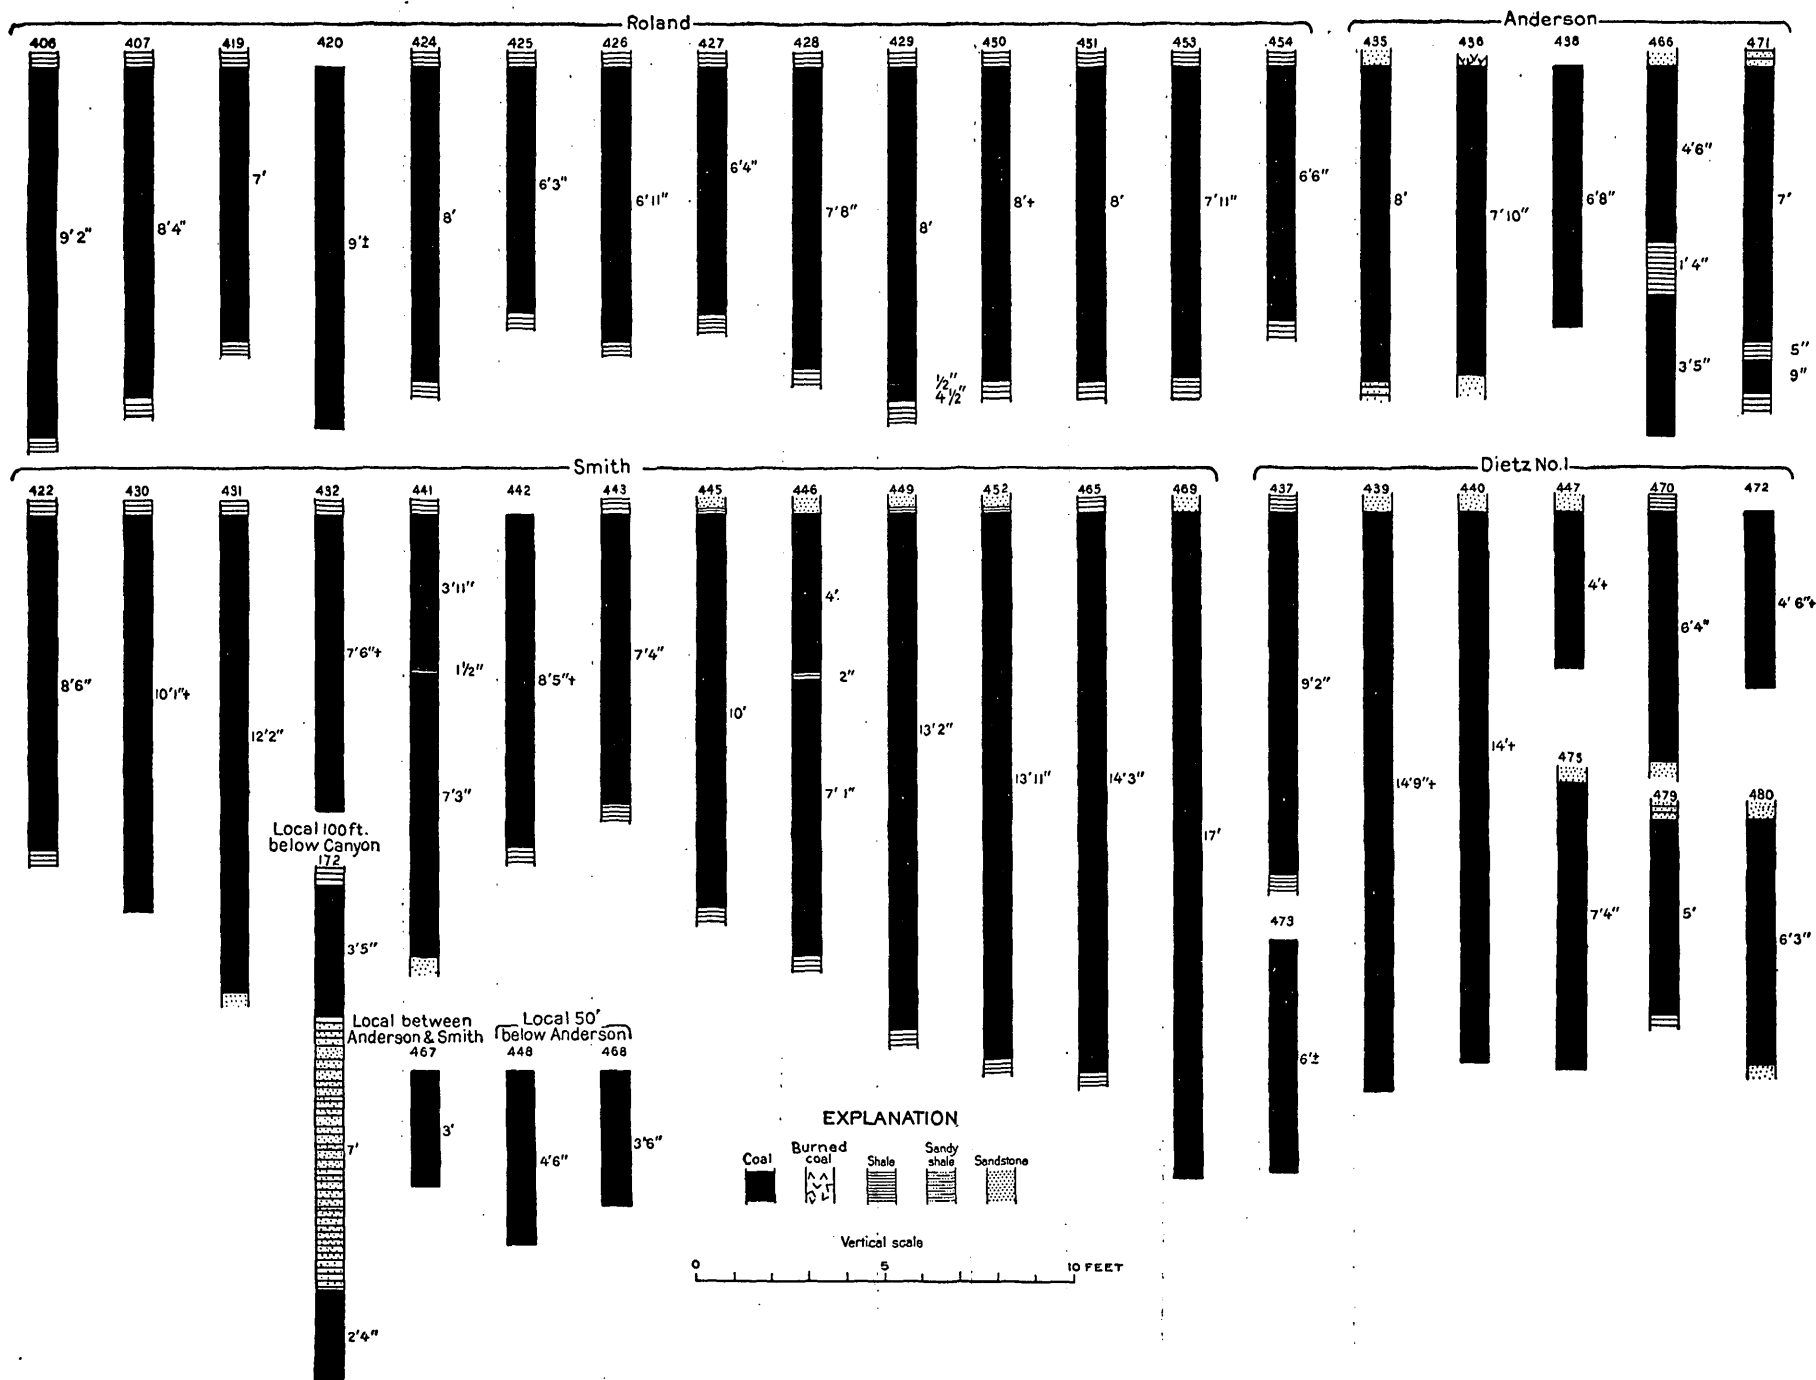 Roland
Anderson
406 407 419 420 424 425 426 427 428 429 450 451 453 454 435 436 438 466 471
9'2" 8'4" 7' 9'± 8' 6'3" 6'11" 6'4" 7'8" 8' ½" 4½" 8'+ 8' 7'11" 6'6" 8' 7'10" 6'8" 4'6" 1'4" 3'5" 7' 5" 9"
Smith
Dietz No.1
422 430 431 432 441 442 443 445 446 449 452 465 469 437 439 440 447 470 472
8'6" 10'1"+ 12'2" 7'6"+ 3'11" 1½" 7'3" 8'5"+ 7'4" 10' 4' 2" 7'1" 13'2" 13'11" 14'3" 17' 9'2" 14'9"+ 14'+ 4'+ 6'4" 4'6"+
475 479 480
7'4" 5' 6'3"
473
6'±
Local 100 ft.
below Canyon
172
3'5"
7'
2'4"
Local between
Anderson & Smith
467
3'
Local 50'
below Anderson
448 468
4'6" 3'6"
EXPLANATION
Coal
Burned
coal
Shale
Sandy
shale
Sandstone
Vertical scale
0 5 10 FEET